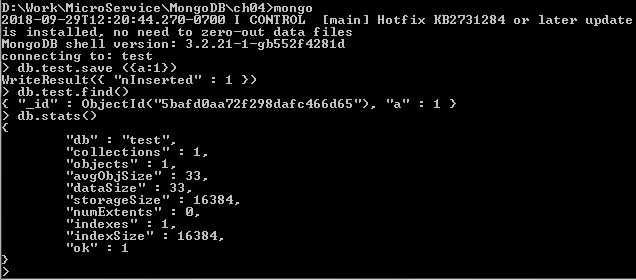 D:\Work\MicroService\MongoDB\ch04>mongo
2018-09-29T12:20:44.270-0700 I CONTROL  [main] Hotfix KB2731284 or later update
is installed, no need to zero-out data files
MongoDB shell version: 3.2.21-1-gb552f4281d
connecting to: test
> db.test.save ({a:1})
WriteResult({ "nInserted" : 1 })
> db.test.find()
{ "_id" : ObjectId("5bafd0aa72f298dafc466d65"), "a" : 1 }
> db.stats()
{
        "db" : "test",
        "collections" : 1,
        "objects" : 1,
        "avgObjSize" : 33,
        "dataSize" : 33,
        "storageSize" : 16384,
        "numExtents" : 0,
        "indexes" : 1,
        "indexSize" : 16384,
        "ok" : 1
}
>